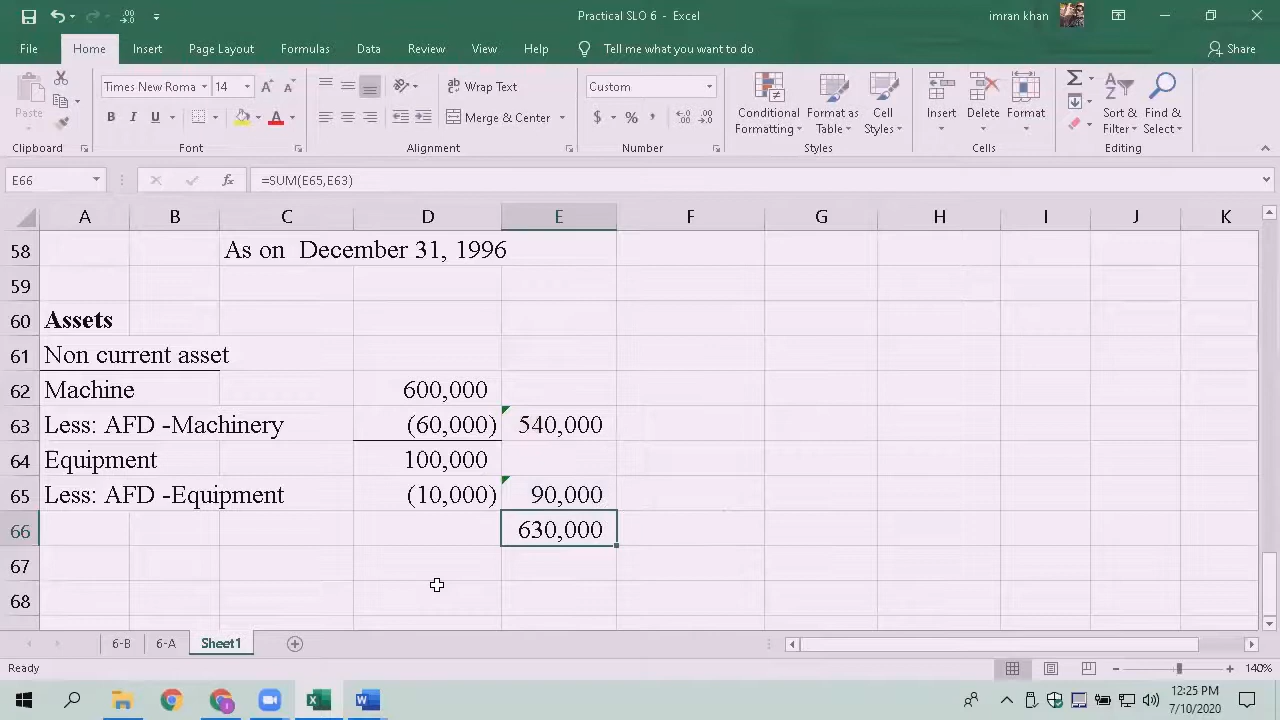 Practical SLO 6 - Excel
imran khan
File Home Insert Page Layout Formulas Data Review View Help Tell me what you want to do Share
Paste
Clipboard
Times New Roma 14
B I U
Font
Wrap Text
Merge & Center
Alignment
Custom
$ % ,
Number
Conditional Formatting
Format as Table
Cell Styles
Styles
Insert Delete Format
Cells
Sort & Filter
Find & Select
Editing
E66 fx =SUM(E65,E63)
A B C D E F G H I J K
58 As on December 31, 1996
59
60 Assets
61 Non current asset
62 Machine 600,000
63 Less: AFD -Machinery (60,000) 540,000
64 Equipment 100,000
65 Less: AFD -Equipment (10,000) 90,000
66 630,000
67
68
6-B 6-A Sheet1
Ready 140%
12:25 PM
7/10/2020